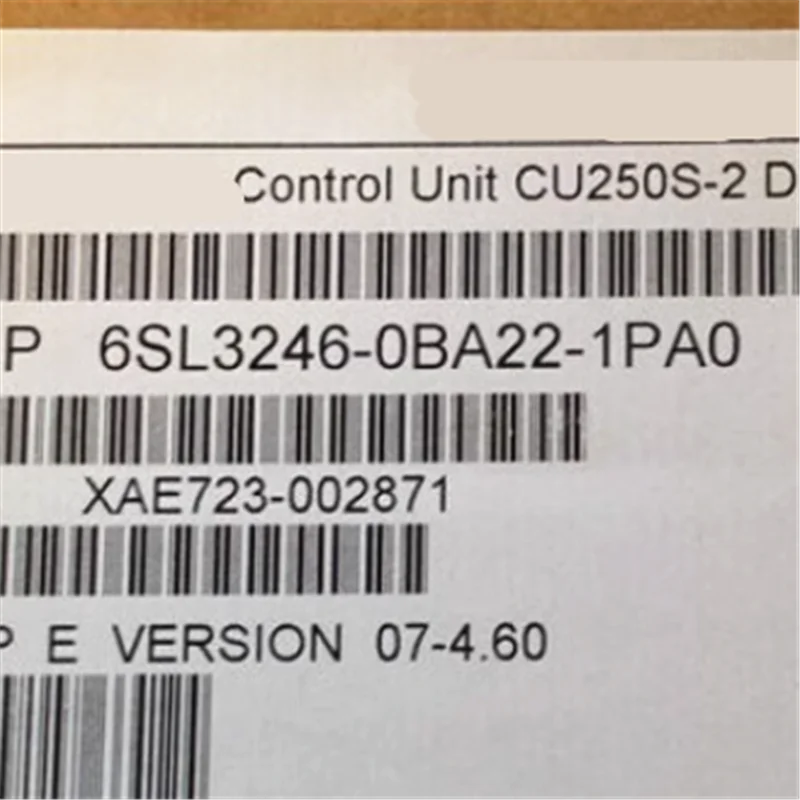 Control Unit CU250S-2 D
P 6SL3246-0BA22-1PA0
XAE723-002871
P E VERSION 07-4.60